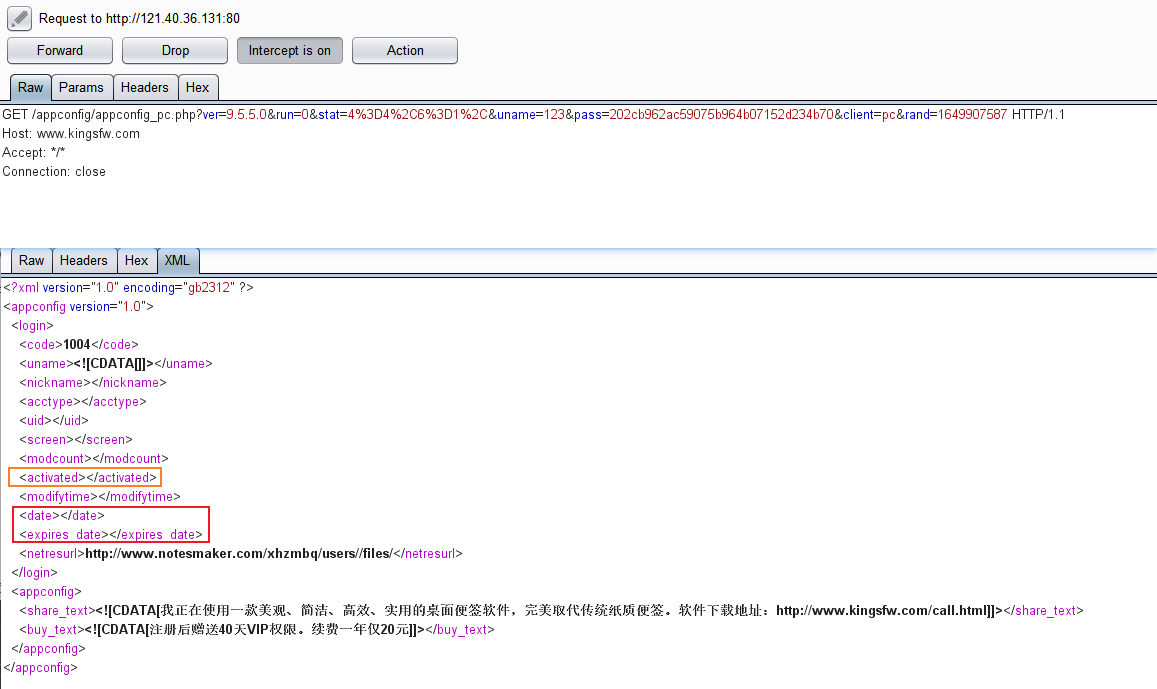 Request to http://121.40.36.131:80
Forward Drop Intercept is on Action
Raw Params Headers Hex
GET /appconfig/appconfig_pc.php?ver=9.5.5.0&run=0&stat=4%3D4%2C6%3D1%2C&uname=123&pass=202cb962ac59075b964b07152d234b70&client=pc&rand=1649907587 HTTP/1.1
Host: www.kingsfw.com
Accept: */*
Connection: close
Raw Headers Hex XML
<?xml version="1.0" encoding="gb2312" ?>
<appconfig version="1.0">
<login>
<code>1004</code>
<uname><![CDATA[]]></uname>
<nickname></nickname>
<acctype></acctype>
<uid></uid>
<screen></screen>
<modcount></modcount>
<activated></activated>
<modifytime></modifytime>
<date></date>
<expires_date></expires_date>
<netresurl>http://www.notesmaker.com/xhzmbq/users//files/</netresurl>
</login>
<appconfig>
<share_text><![CDATA[我正在使用一款美观、简洁、高效、实用的桌面便签软件，完美取代传统纸质便签。软件下载地址：http://www.kingsfw.com/call.html]]></share_text>
<buy_text><![CDATA[注册后赠送40天VIP权限。续费一年仅20元]]></buy_text>
</appconfig>
</appconfig>